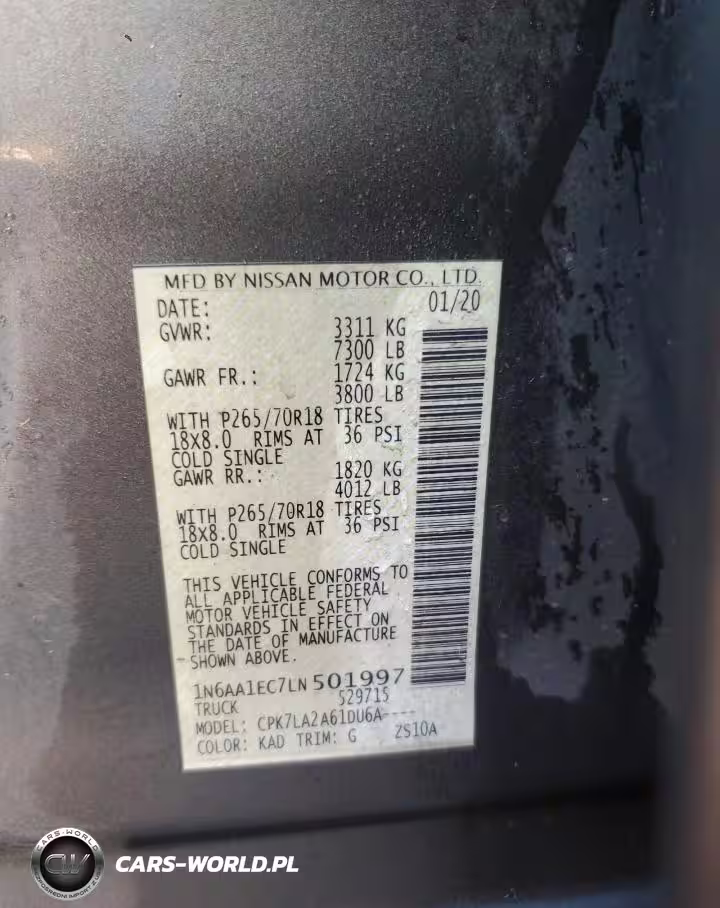 MFD BY NISSAN MOTOR CO., LTD.
DATE: 01/20
GVWR: 3311 KG
7300 LB
GAWR FR.: 1724 KG
3800 LB
WITH P265/70R18 TIRES
18X8.0 RIMS AT 36 PSI
COLD SINGLE
GAWR RR.: 1820 KG
4012 LB
WITH P265/70R18 TIRES
18X8.0 RIMS AT 36 PSI
COLD SINGLE
THIS VEHICLE CONFORMS TO
ALL APPLICABLE FEDERAL
MOTOR VEHICLE SAFETY
STANDARDS IN EFFECT ON
THE DATE OF MANUFACTURE
SHOWN ABOVE.
1N6AA1EC7LN501997
TRUCK 529715
MODEL: CPK7LA2A61DU6A----
COLOR: KAD TRIM: G ZS10A
CARS-WORLD
CW
CARS-WORLD.PL